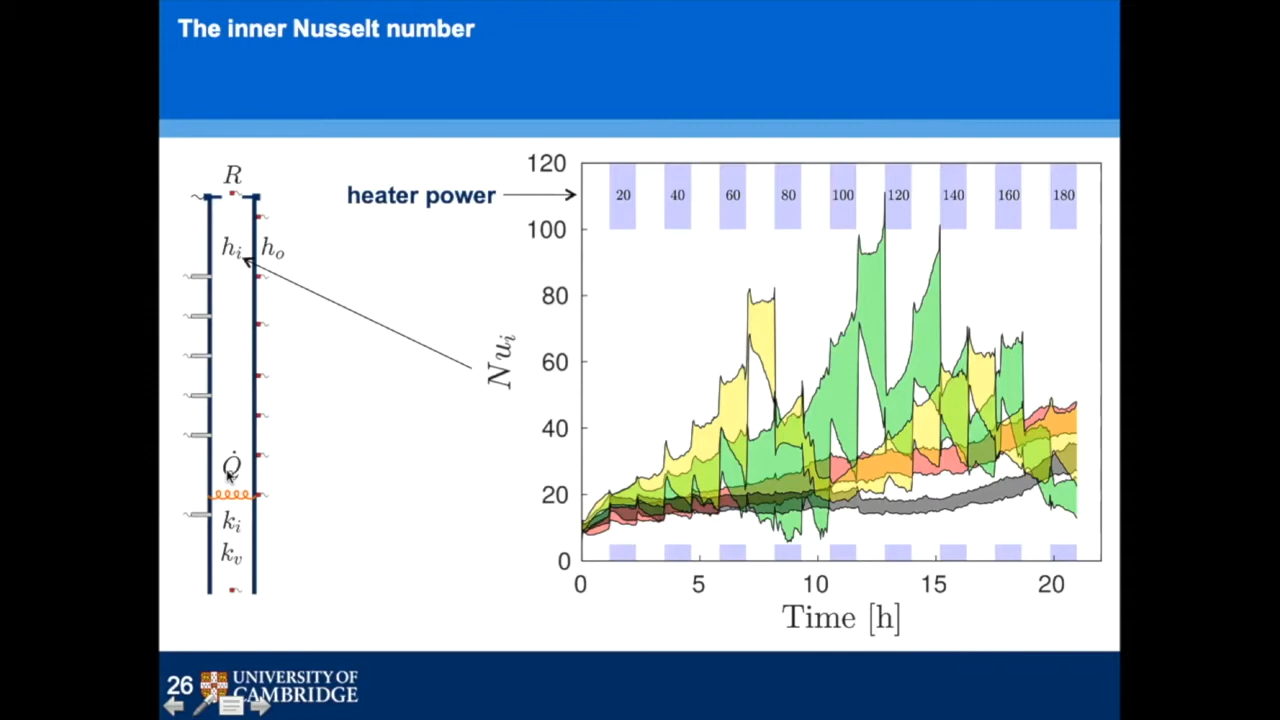 The inner Nusselt number
R
heater power
h_i h_o
Q̇
k_i
k_v
120
100
80
60
40
20
0
20 40 60 80 100 120 140 160 180
Nu_i
0 5 10 15 20
Time [h]
26 UNIVERSITY OF
CAMBRIDGE